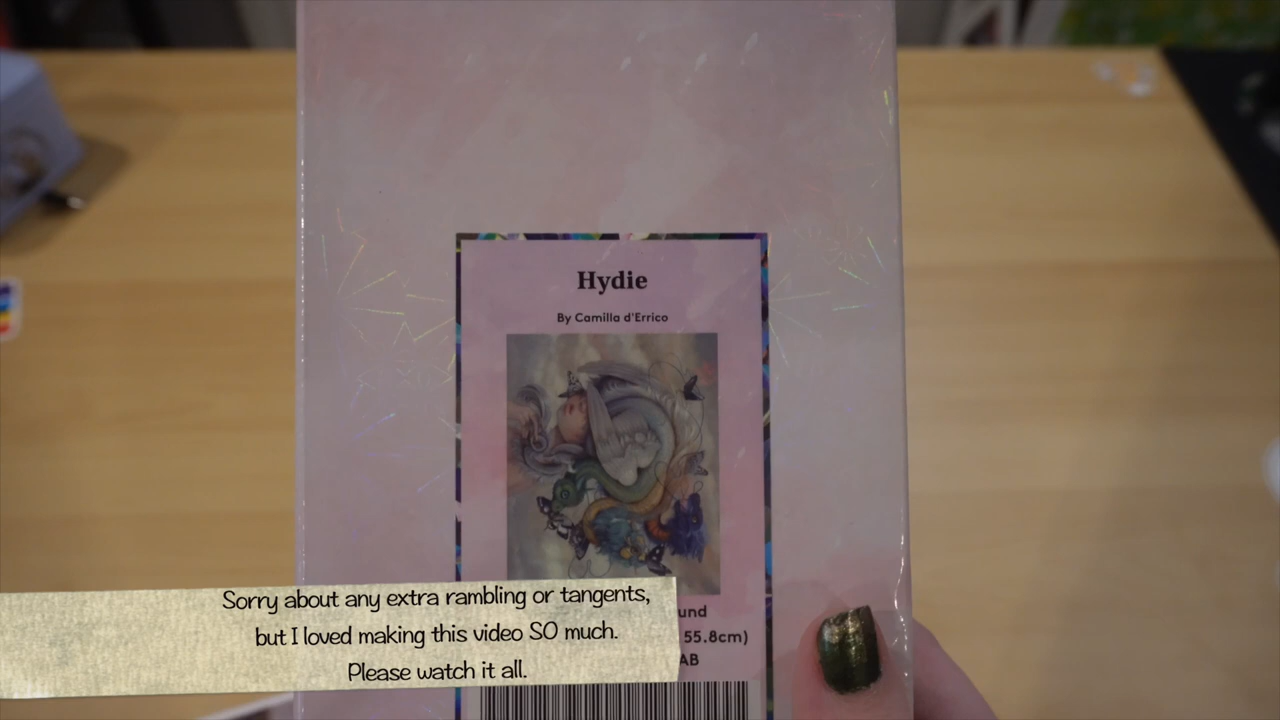 Hydie
By Camilla d'Errico
und
55.8cm)
AB
Sorry about any extra rambling or tangents,
but I loved making this video SO much.
Please watch it all.